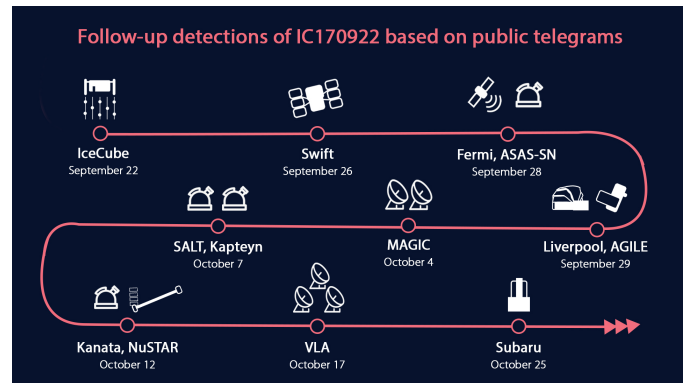 Follow-up detections of IC170922 based on public telegrams
IceCube
September 22
Swift
September 26
Fermi, ASAS-SN
September 28
Liverpool, AGILE
September 29
MAGIC
October 4
SALT, Kapteyn
October 7
Kanata, NuSTAR
October 12
VLA
October 17
Subaru
October 25